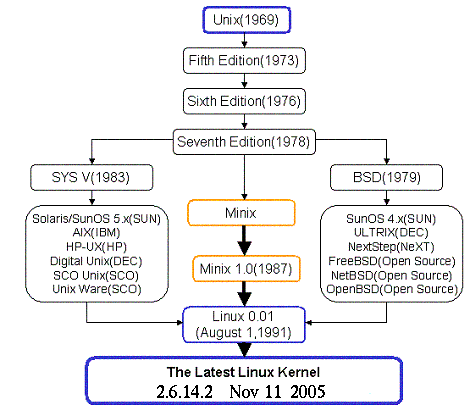 Unix(1969)
Fifth Edition(1973)
Sixth Edition(1976)
Seventh Edition(1978)
SYS V(1983)
BSD(1979)
Solaris/SunOS 5.x(SUN)
AIX(IBM)
HP-UX(HP)
Digital Unix(DEC)
SCO Unix(SCO)
Unix Ware(SCO)
Minix
Minix 1.0(1987)
SunOS 4.x(SUN)
ULTRIX(DEC)
NextStep(NeXT)
FreeBSD(Open Source)
NetBSD(Open Source)
OpenBSD(Open Source)
Linux 0.01
(August 1,1991)
The Latest Linux Kernel
2.6.14.2 Nov 11 2005